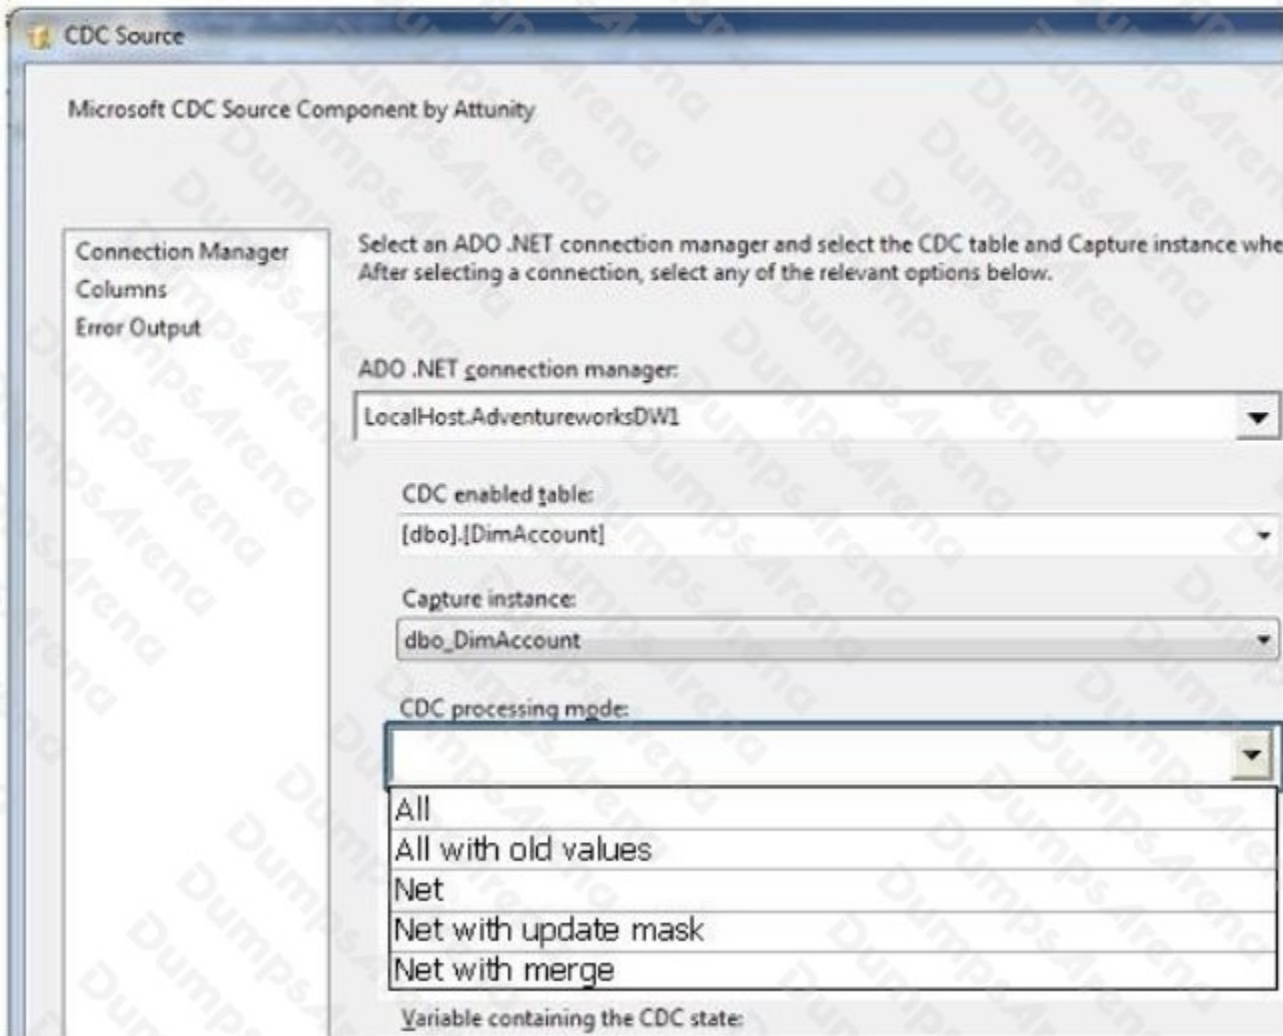 CDC Source
Microsoft CDC Source Component by Attunity
Connection Manager
Columns
Error Output
Select an ADO .NET connection manager and select the CDC table and Capture instance whe
After selecting a connection, select any of the relevant options below.
ADO .NET connection manager:
LocalHost.AdventureworksDW1
CDC enabled table:
[dbo].[DimAccount]
Capture instance:
dbo_DimAccount
CDC processing mode:
All
All with old values
Net
Net with update mask
Net with merge
Variable containing the CDC state:
DumpsArena